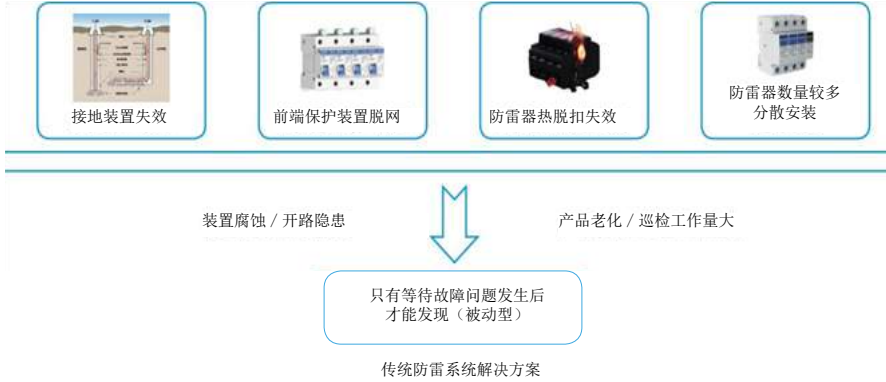 接地装置失效
前端保护装置脱网
防雷器热脱扣失效
防雷器数量较多
分散安装
装置腐蚀 / 开路隐患
产品老化 / 巡检工作量大
只有等待故障问题发生后
才能发现（被动型）
传统防雷系统解决方案